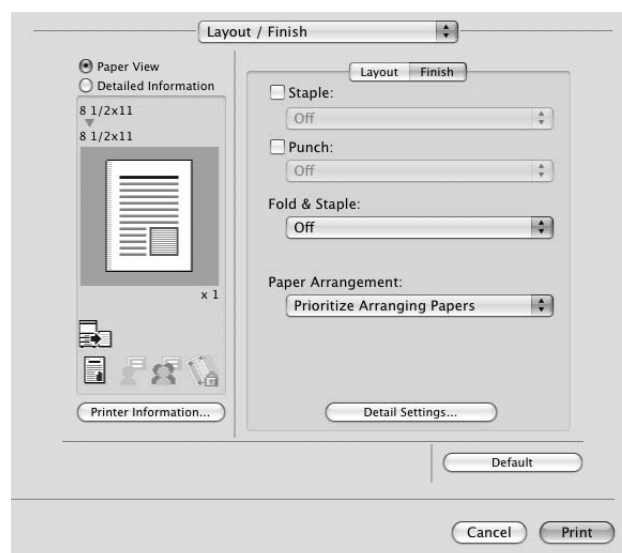 Layout / Finish
Paper View
Detailed Information
8 1/2x11
8 1/2x11
x 1
Printer Information...
Layout Finish
Staple:
Off
Punch:
Off
Fold & Staple:
Off
Paper Arrangement:
Prioritize Arranging Papers
Detail Settings...
Default
Cancel Print